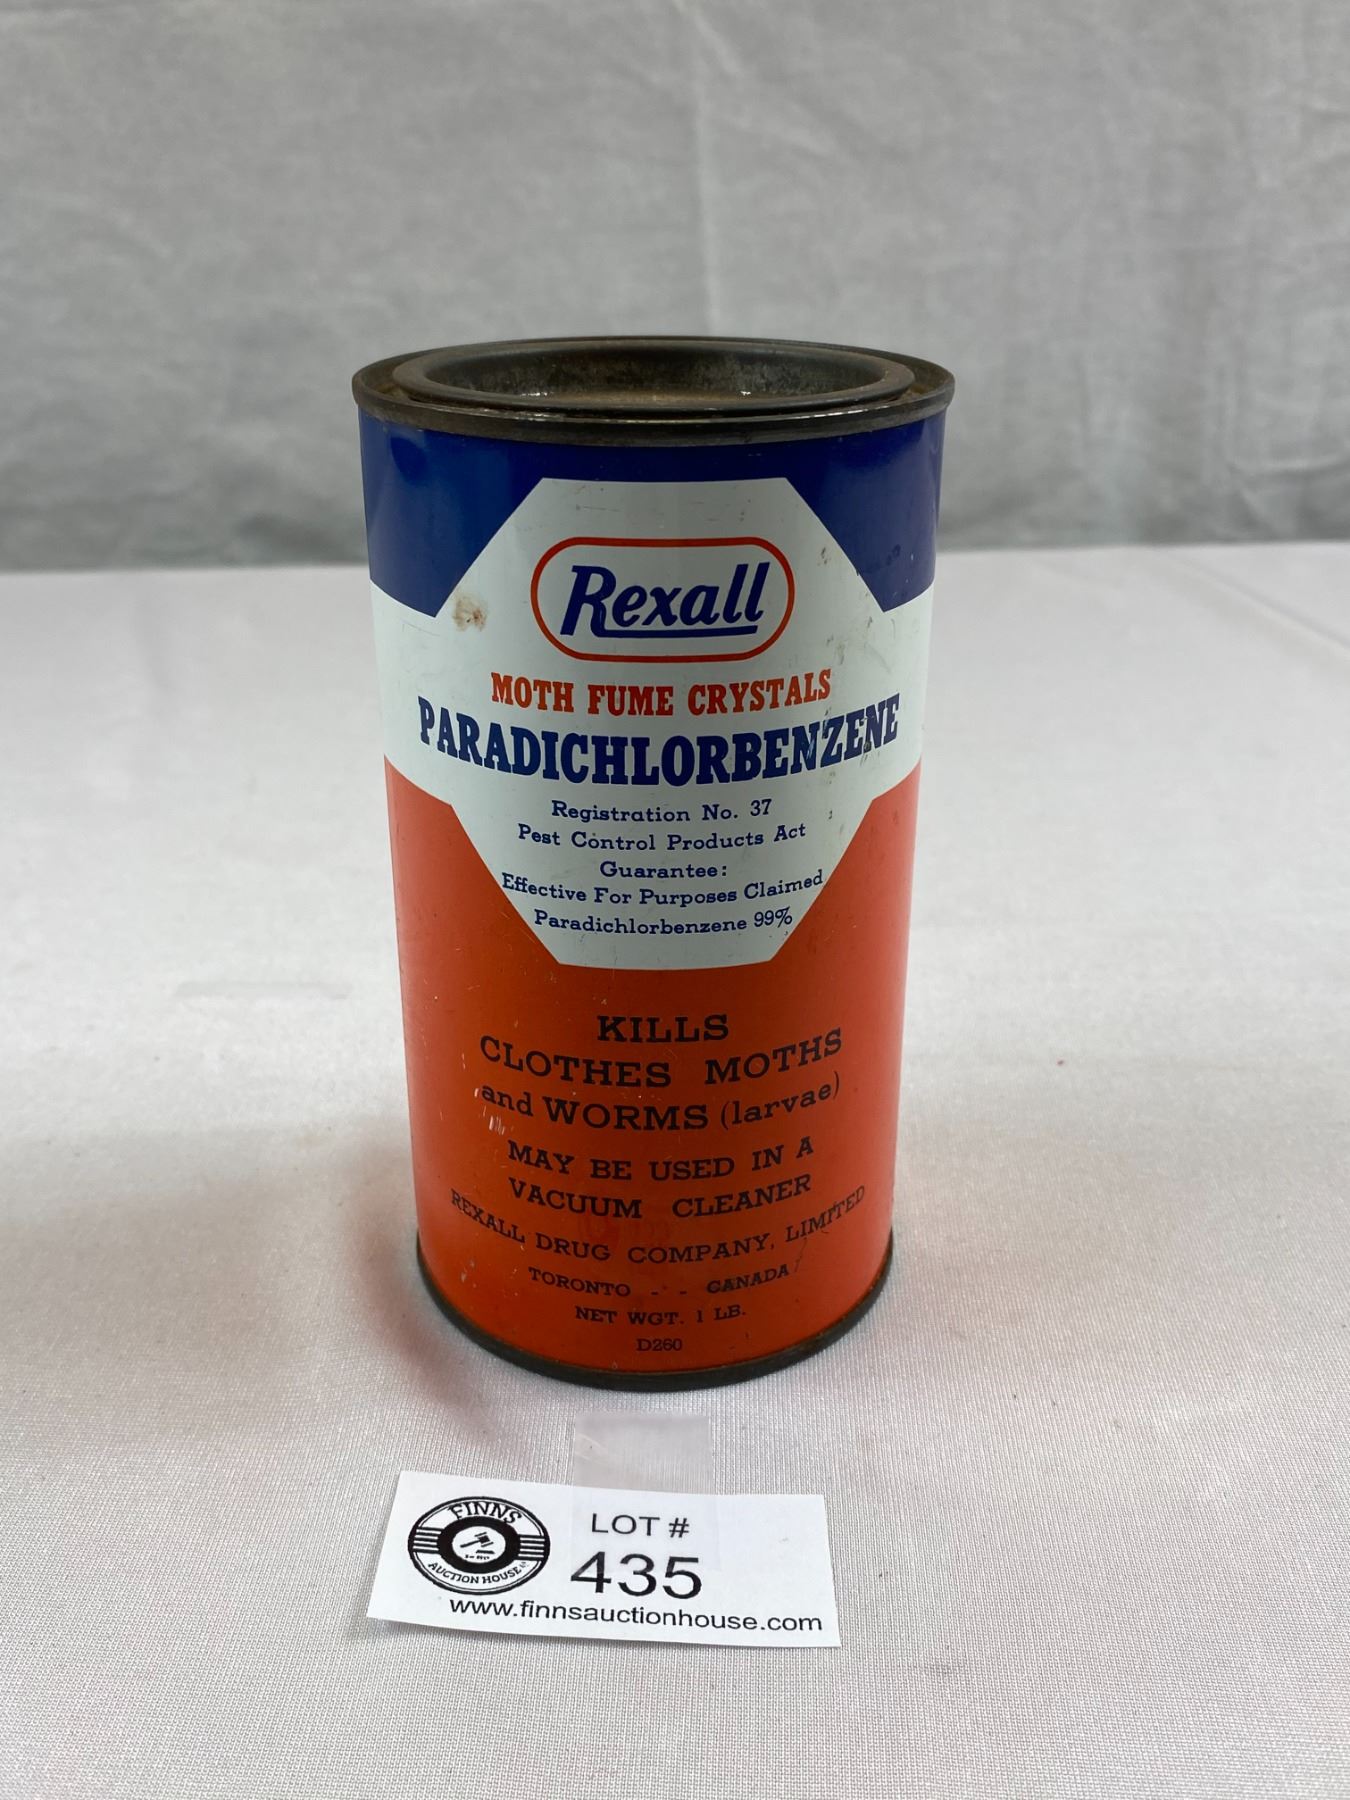 Rexall
MOTH FUME CRYSTALS
PARADICHLORBENZENE
Registration No. 37
Pest Control Products Act
Guarantee:
Effective For Purposes Claimed
Paradichlorbenzene 99%
KILLS
CLOTHES MOTHS
and WORMS (larvae)
MAY BE USED IN A
VACUUM CLEANER
REXALL DRUG COMPANY, LIMITED
TORONTO - - CANADA
NET WGT. 1 LB.
D260
FINNS
AUCTION HOUSE
LOT #
435
www.finnsauctionhouse.com